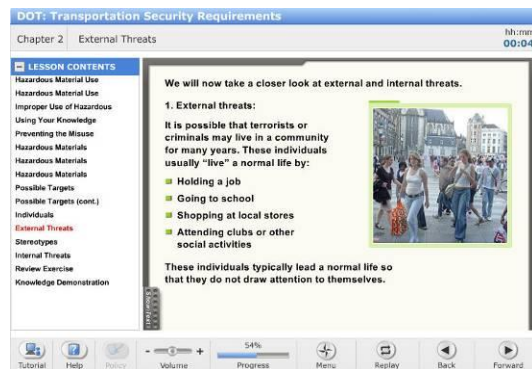 DOT: Transportation Security Requirements
Chapter 2 External Threats
hh:mm
00:04
LESSON CONTENTS
Hazardous Material Use
Hazardous Material Use
Improper Use of Hazardous
Using Your Knowledge
Preventing the Misuse
Hazardous Materials
Hazardous Materials
Hazardous Materials
Possible Targets
Possible Targets (cont.)
Individuals
External Threats
Stereotypes
Internal Threats
Review Exercise
Knowledge Demonstration
We will now take a closer look at external and internal threats.
1. External threats:
It is possible that terrorists or
criminals may live in a community
for many years. These individuals
usually “live” a normal life by:
Holding a job
Going to school
Shopping at local stores
Attending clubs or other
social activities
These individuals typically lead a normal life so
that they do not draw attention to themselves.
Tutorial
Help
Policy
- +
Volume
54%
Progress
Menu
Replay
Back
Forward